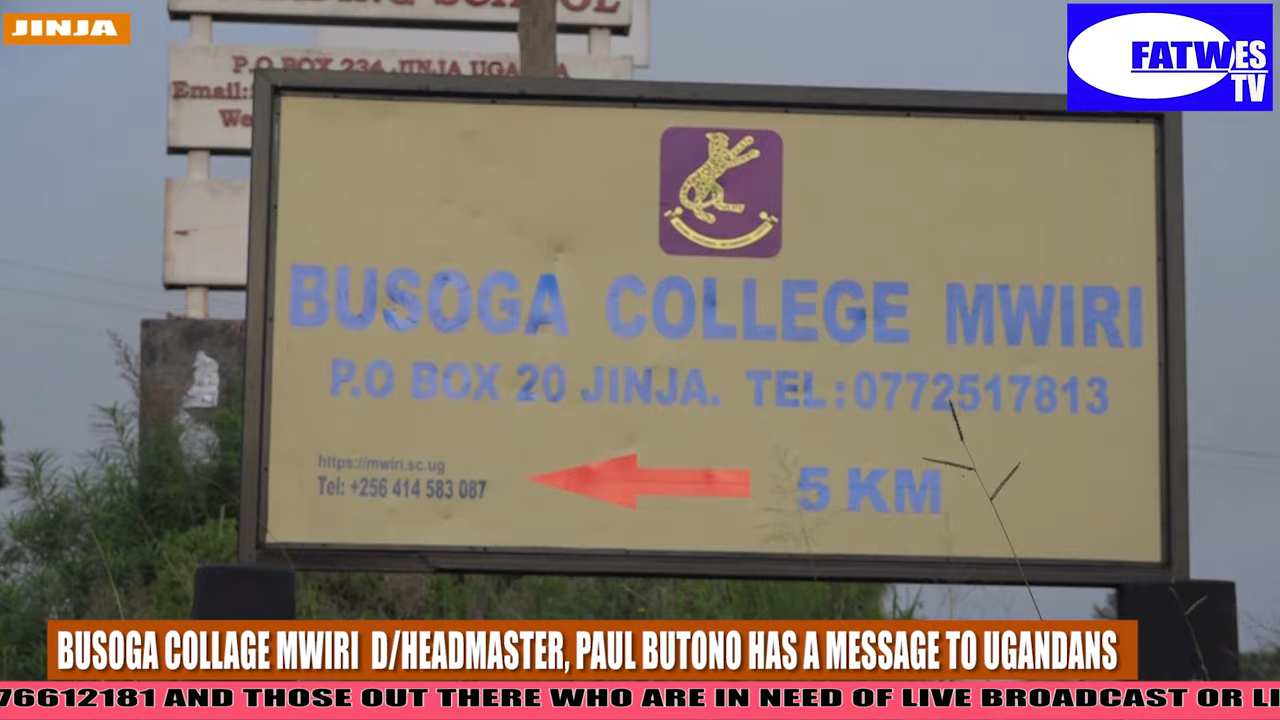 JINJA
SCHOOL
P.O BOX 234, JINJA UGANDA
Email:
We
FATWES
TV
BUSOGA COLLEGE MWIRI
P.O BOX 20 JINJA. TEL: 0772517813
https://mwiri.sc.ug
Tel: +256 414 583 087
5 KM
BUSOGA COLLAGE MWIRI D/HEADMASTER, PAUL BUTONO HAS A MESSAGE TO UGANDANS
76612181 AND THOSE OUT THERE WHO ARE IN NEED OF LIVE BROADCAST OR LI